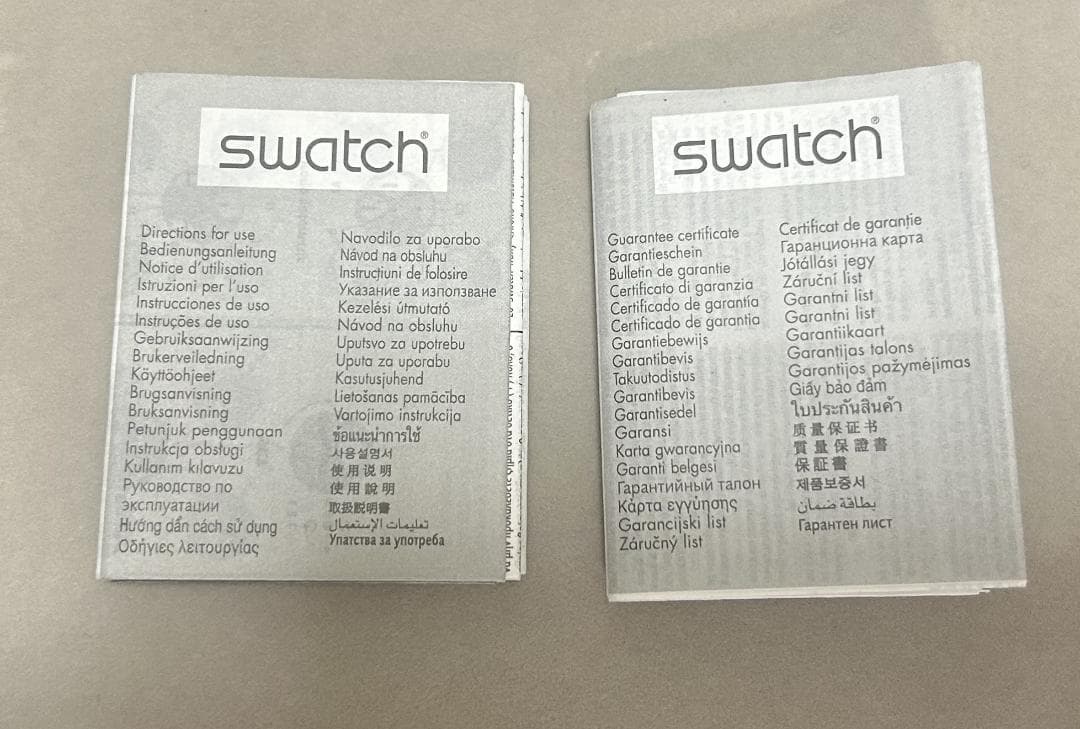 swatch®
Directions for use
Bedienungsanleitung
Notice d'utilisation
Istruzioni per l'uso
Instrucciones de uso
Instruções de uso
Gebruiksaanwijzing
Brukerveiledning
Käyttöohjeet
Brugsanvisning
Bruksanvisning
Petunjuk penggunaan
Instrukcja obsługi
Kullanım kılavuzu
Руководство по
эксплуатации
Hướng dẩn cách sử dụng
Οδήγιες λειτουργίας
Navodilo za uporabo
Návod na obsluhu
Instrucțiuni de folosire
Указание за използване
Kezelési útmutató
Návod na obsluhu
Uputsvo za upotrebu
Uputa za uporabu
Kasutusjuhend
Lietošanas pamācība
Vartojimo instrukcija
ข้อแนะนำการใช้
사용설명서
使用说明
使用說明
取扱説明書
تعليمات الإستعمال
Упатства за употреба
swatch®
Guarantee certificate
Garantieschein
Bulletin de garantie
Certificato di garanzia
Certificado de garantía
Certificado de garantia
Garantiebewijs
Garantibevis
Takuutodistus
Garantibevis
Garantisedel
Garansi
Karta gwarancyjna
Garanti belgesi
Гарантийный талон
Κάρτα εγγύησης
Garancijski list
Záručný list
Certificat de garanție
Гаранционна карта
Jótállási jegy
Záruční list
Garantni list
Garantni list
Garantiikaart
Garantijas talons
Garantijos pažymėjimas
Giấy bảo đảm
ใบประกันสินค้า
质量保证书
質量保證書
保証書
제품보증서
بطاقة ضمان
Гарантен лист